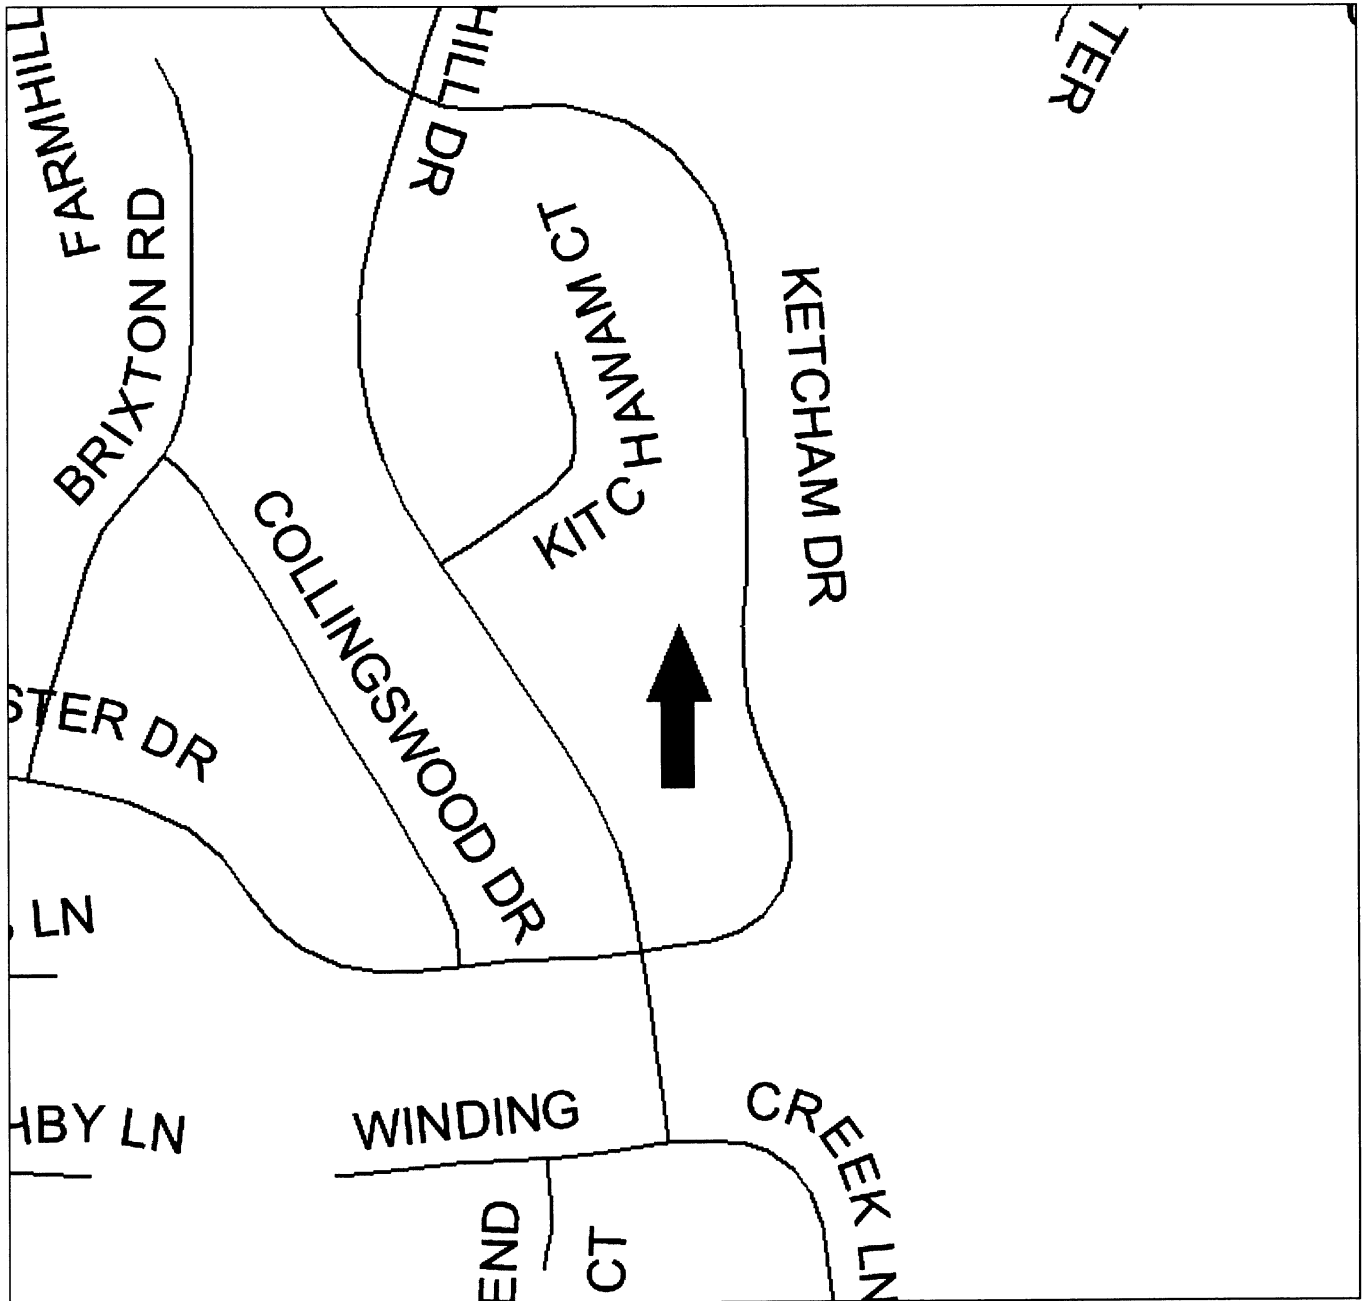 FARMHILL
HILL DR
TER
BRIXTON RD
KITCHAWAM CT
KETCHAM DR
COLLINGSWOOD DR
STER DR
LN
HBY LN
WINDING CREEK LN
END CT